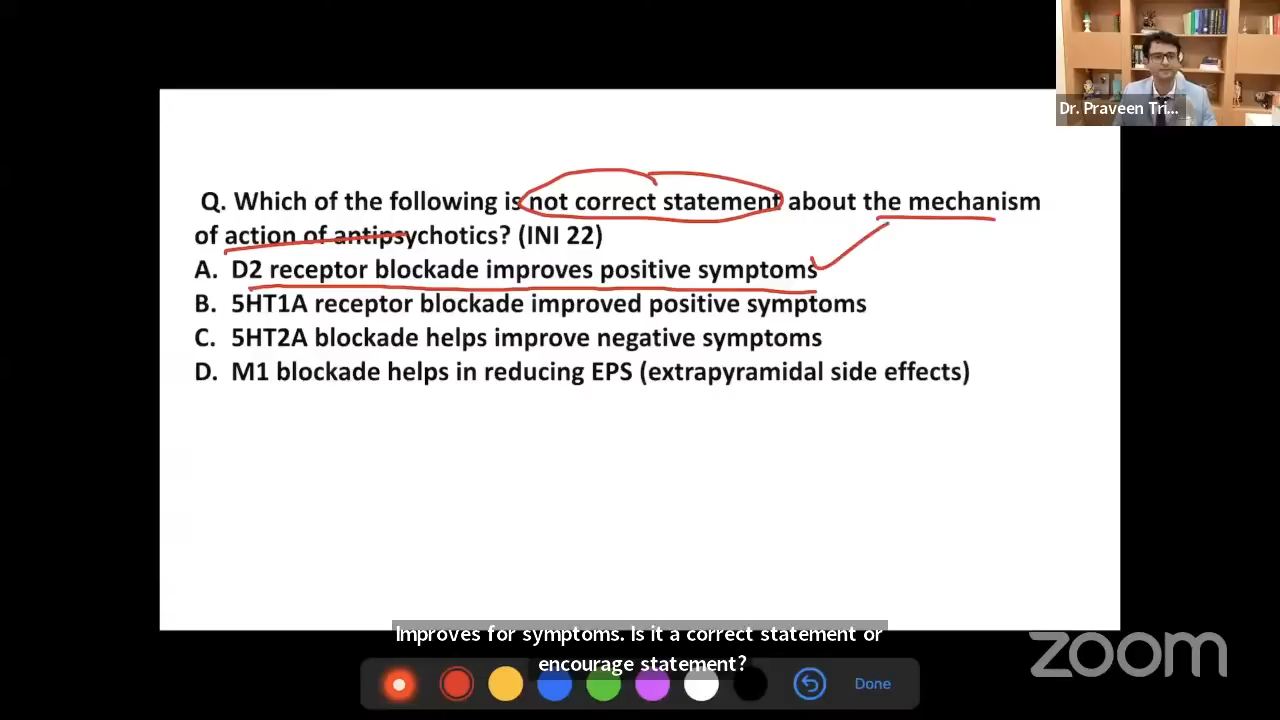 Dr. Praveen Tri...
Q. Which of the following is not correct statement about the mechanism
of action of antipsychotics? (INI 22)
A. D2 receptor blockade improves positive symptoms
B. 5HT1A receptor blockade improved positive symptoms
C. 5HT2A blockade helps improve negative symptoms
D. M1 blockade helps in reducing EPS (extrapyramidal side effects)
Improves for symptoms. Is it a correct statement or
encourage statement?
zoom
Done